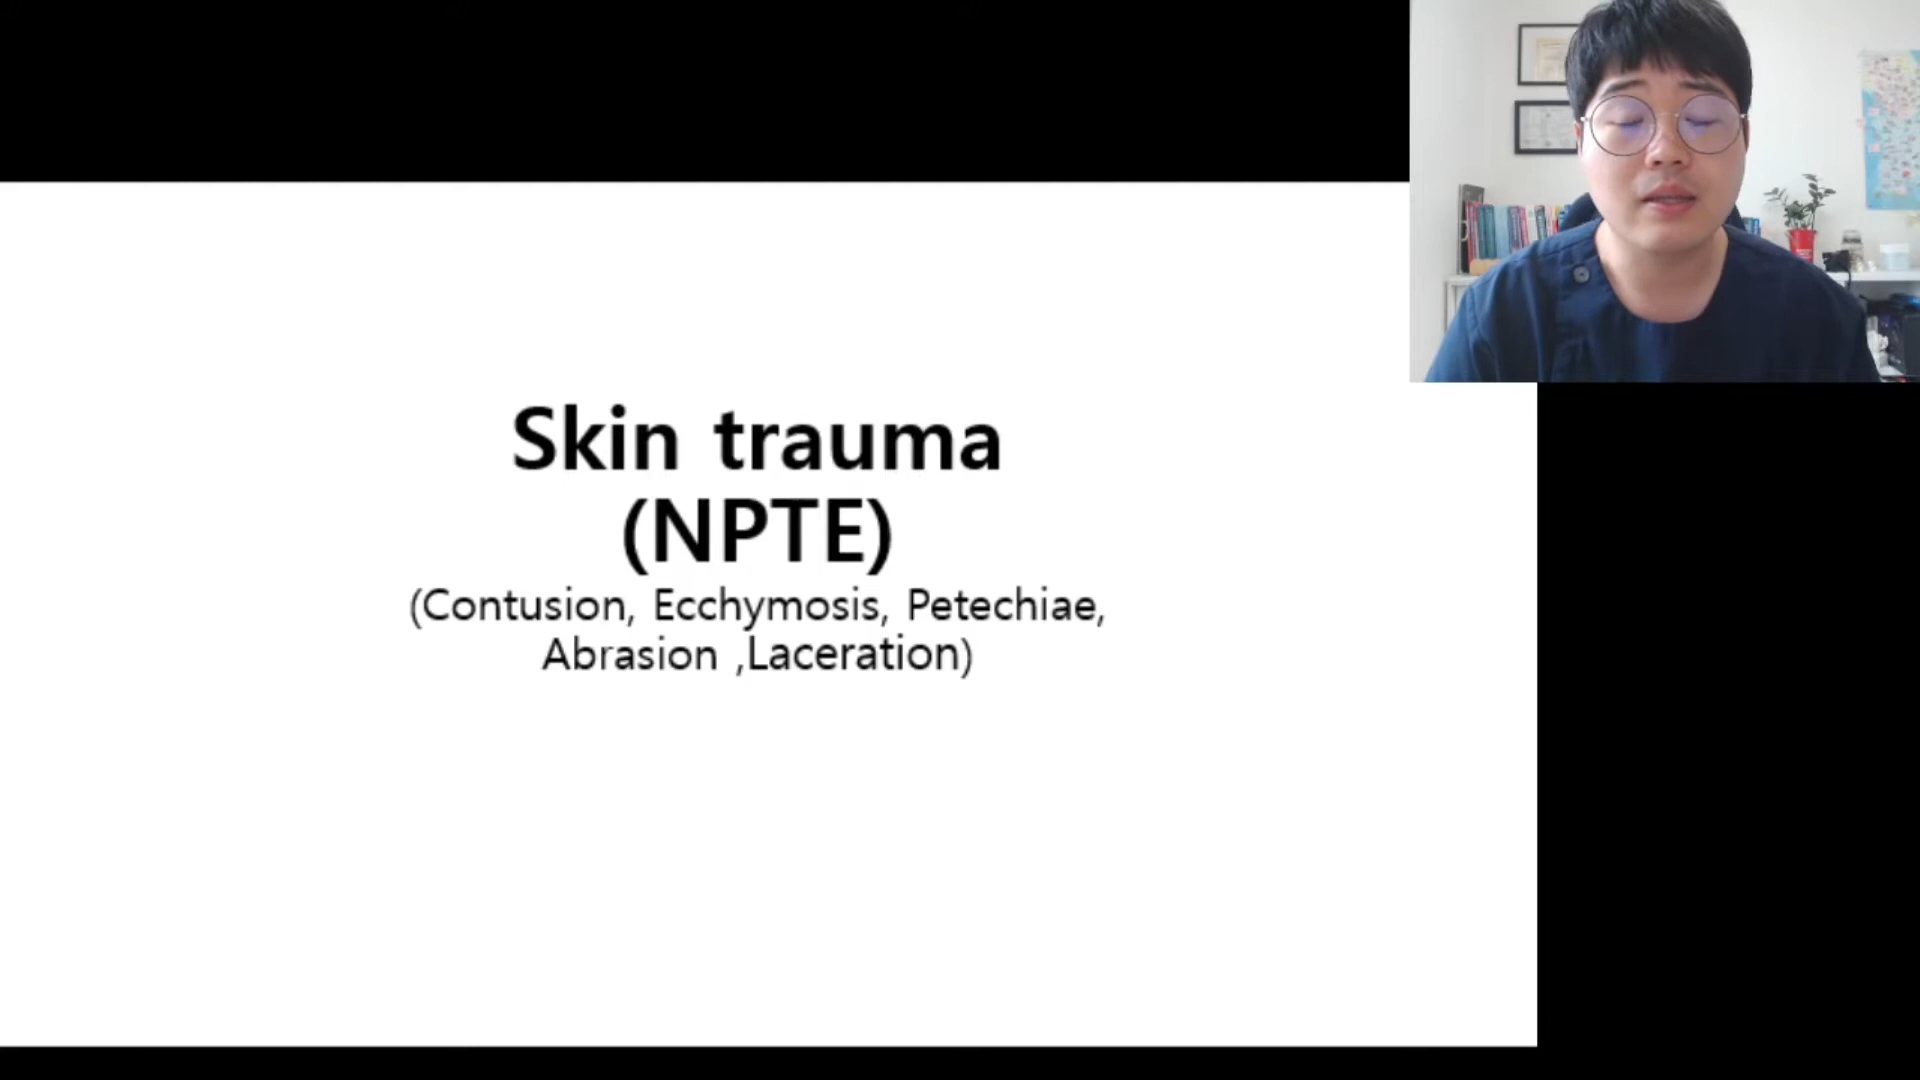 Skin trauma
(NPTE)
(Contusion, Ecchymosis, Petechiae,
Abrasion ,Laceration)